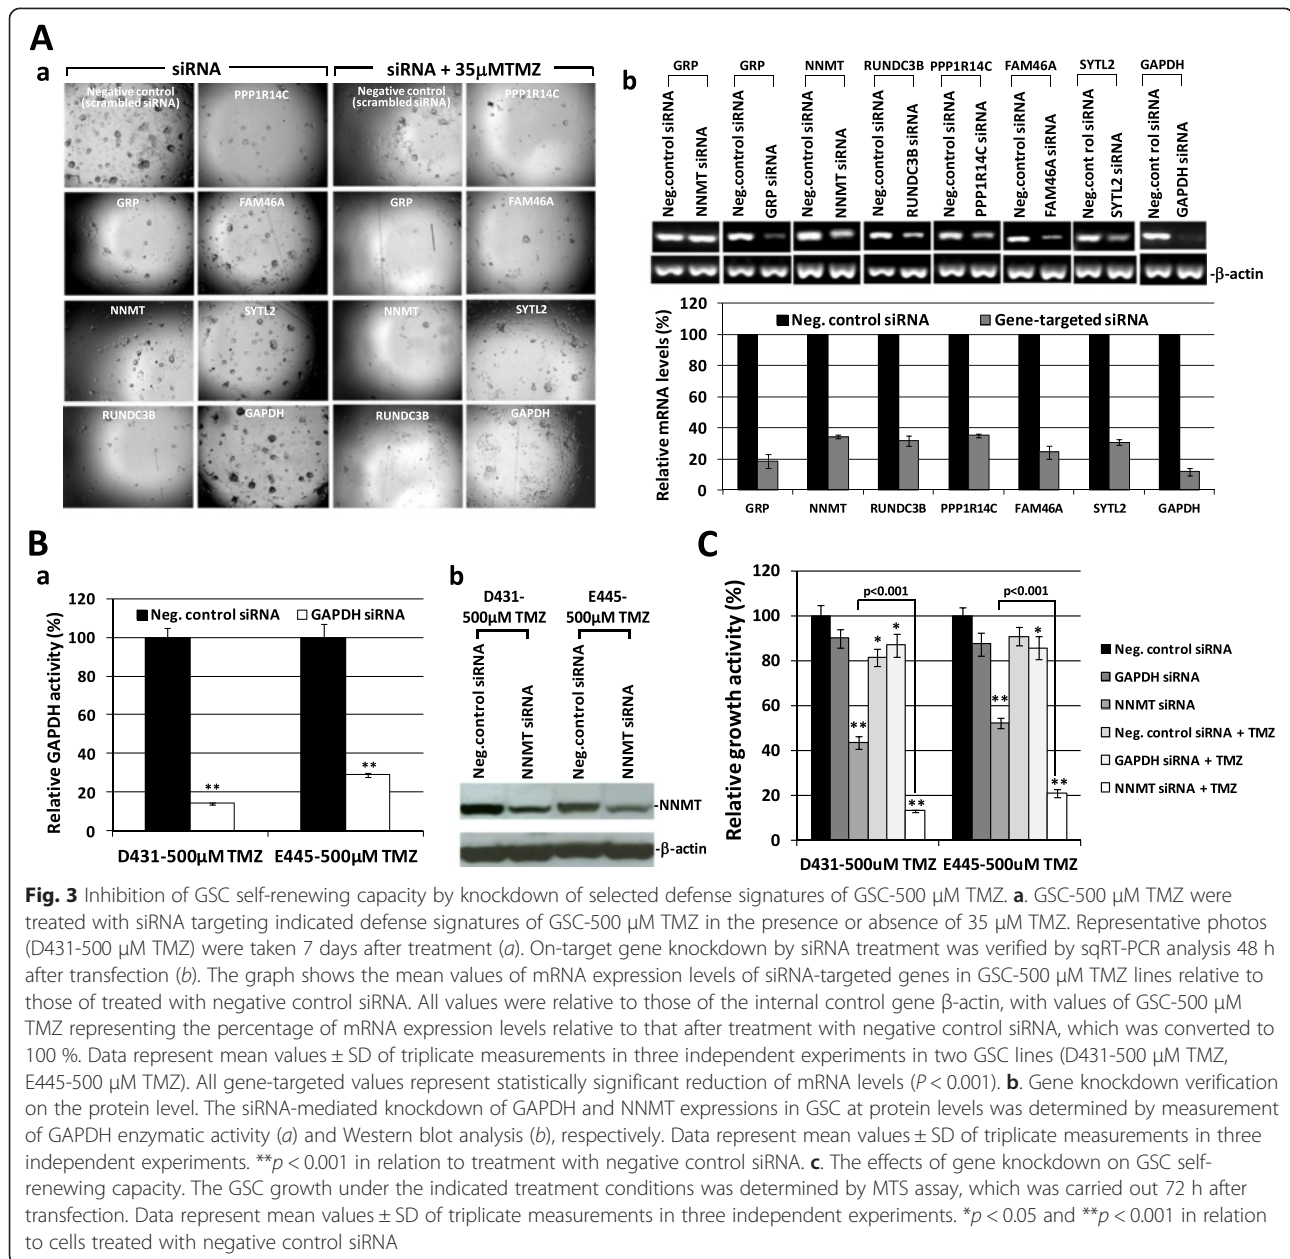 A
a
siRNA
siRNA + 35μMTMZ
Negative control
(scrambled siRNA)
PPP1R14C
Negative control
(scrambled siRNA)
PPP1R14C
GRP
FAM46A
GRP
FAM46A
NNMT
SYTL2
NNMT
SYTL2
RUNDC3B
GAPDH
RUNDC3B
GAPDH
b
GRP GRP NNMT RUNDC3B PPP1R14C FAM46A SYTL2 GAPDH
Neg.control siRNA
NNMT siRNA
Neg.control siRNA
GRP siRNA
Neg.control siRNA
NNMT siRNA
Neg.control siRNA
RUNDC3B siRNA
Neg.control siRNA
PPP1R14C siRNA
Neg.control siRNA
FAM46A siRNA
Neg.control siRNA
SYTL2 siRNA
Neg.control siRNA
GAPDH siRNA
-β-actin
Relative mRNA levels (%)
120
100
80
60
40
20
0
Neg. control siRNA
Gene-targeted siRNA
GRP NNMT RUNDC3B PPP1R14C FAM46A SYTL2 GAPDH
B
a
Relative GAPDH activity (%)
120
100
80
60
40
20
0
Neg. control siRNA
GAPDH siRNA
**
**
D431-500μM TMZ E445-500μM TMZ
b
D431-
500μM TMZ
E445-
500μM TMZ
Neg.control siRNA
NNMT siRNA
Neg.control siRNA
NNMT siRNA
-NNMT
-β-actin
C
Relative growth activity (%)
120
100
80
60
40
20
0
p<0.001
p<0.001
**
*
*
**
**
*
**
D431-500uM TMZ E445-500uM TMZ
Neg. control siRNA
GAPDH siRNA
NNMT siRNA
Neg. control siRNA + TMZ
GAPDH siRNA + TMZ
NNMT siRNA + TMZ
Fig. 3 Inhibition of GSC self-renewing capacity by knockdown of selected defense signatures of GSC-500 μM TMZ. a. GSC-500 μM TMZ were
treated with siRNA targeting indicated defense signatures of GSC-500 μM TMZ in the presence or absence of 35 μM TMZ. Representative photos
(D431-500 μM TMZ) were taken 7 days after treatment (a). On-target gene knockdown by siRNA treatment was verified by sqRT-PCR analysis 48 h
after transfection (b). The graph shows the mean values of mRNA expression levels of siRNA-targeted genes in GSC-500 μM TMZ lines relative to
those of treated with negative control siRNA. All values were relative to those of the internal control gene β-actin, with values of GSC-500 μM
TMZ representing the percentage of mRNA expression levels relative to that after treatment with negative control siRNA, which was converted to
100 %. Data represent mean values ± SD of triplicate measurements in three independent experiments in two GSC lines (D431-500 μM TMZ,
E445-500 μM TMZ). All gene-targeted values represent statistically significant reduction of mRNA levels (P < 0.001). b. Gene knockdown verification
on the protein level. The siRNA-mediated knockdown of GAPDH and NNMT expressions in GSC at protein levels was determined by measurement
of GAPDH enzymatic activity (a) and Western blot analysis (b), respectively. Data represent mean values ± SD of triplicate measurements in three
independent experiments. **p < 0.001 in relation to treatment with negative control siRNA. c. The effects of gene knockdown on GSC self-
renewing capacity. The GSC growth under the indicated treatment conditions was determined by MTS assay, which was carried out 72 h after
transfection. Data represent mean values ± SD of triplicate measurements in three independent experiments. *p < 0.05 and **p < 0.001 in relation
to cells treated with negative control siRNA